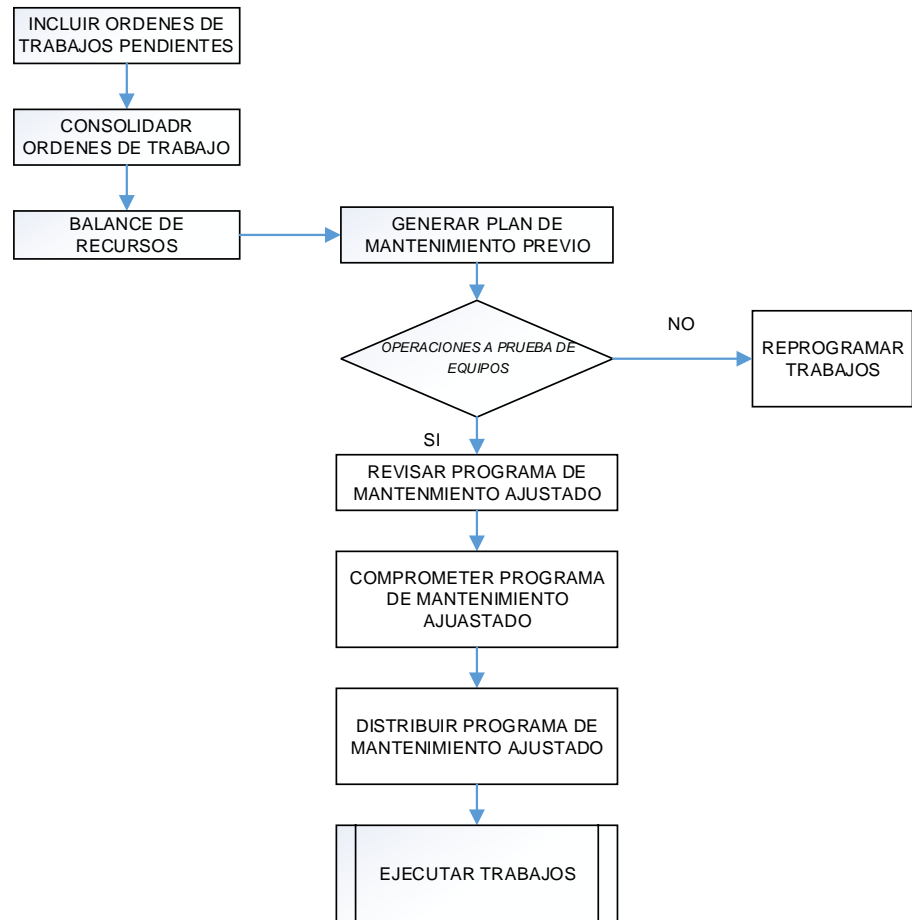 INCLUIR ORDENES DE
TRABAJOS PENDIENTES
CONSOLIDADR
ORDENES DE TRABAJO
BALANCE DE
RECURSOS
GENERAR PLAN DE
MANTENIMIENTO PREVIO
OPERACIONES A PRUEBA DE
EQUIPOS
NO
REPROGRAMAR
TRABAJOS
SI
REVISAR PROGRAMA DE
MANTENMIENTO AJUSTADO
COMPROMETER PROGRAMA
DE MANTENIMIENTO
AJUASTADO
DISTRIBUIR PROGRAMA DE
MANTENIMIENTO AJUSTADO
EJECUTAR TRABAJOS